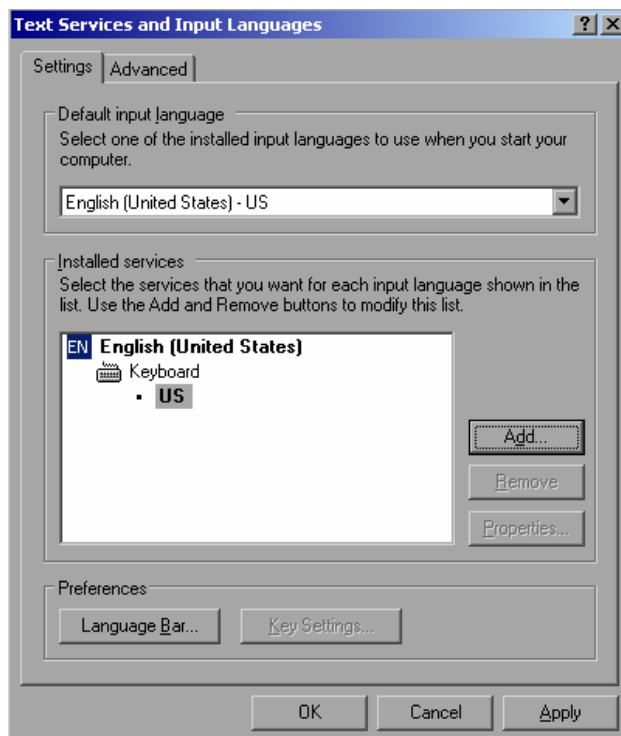 Text Services and Input Languages
Settings
Advanced
Default input language
Select one of the installed input languages to use when you start your
computer.
English (United States) - US
Installed services
Select the services that you want for each input language shown in the
list. Use the Add and Remove buttons to modify this list.
EN English (United States)
Keyboard
US
Add...
Remove
Properties...
Preferences
Language Bar...
Key Settings...
OK
Cancel
Apply